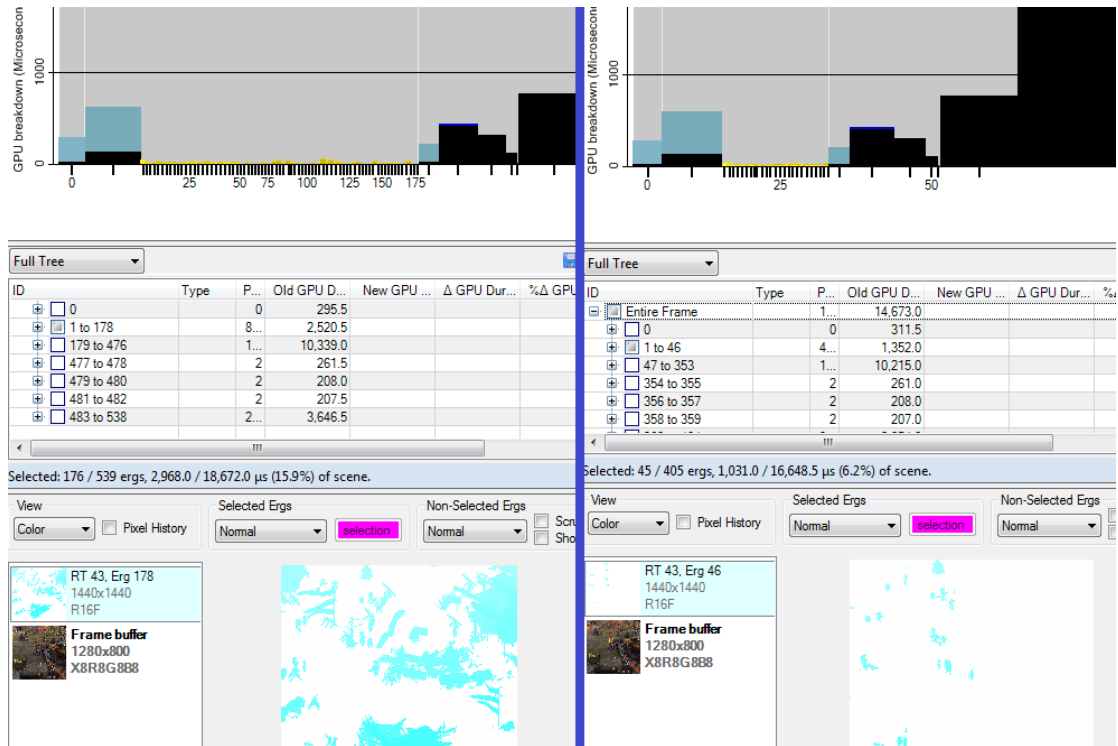 GPU breakdown (Microsecon
1000
0
0
25
50
75
100
125
150
175
Full Tree
ID Type P... Old GPU D... New GPU ... Δ GPU Dur... %Δ GPU
0 0 295.5
1 to 178 8... 2,520.5
179 to 476 1... 10,339.0
477 to 478 2 261.5
479 to 480 2 208.0
481 to 482 2 207.5
483 to 538 2... 3,646.5
Selected: 176 / 539 ergs, 2,968.0 / 18,672.0 µs (15.9%) of scene.
View Selected Ergs Non-Selected Ergs
Color Pixel History Normal selection Normal Scru
Sho
RT 43, Erg 178
1440x1440
R16F
Frame buffer
1280x800
X8R8G8B8
GPU breakdown (Microsecon
1000
0
0
25
50
Full Tree
ID Type P... Old GPU D... New GPU ... Δ GPU Dur... %Δ
Entire Frame 1... 14,673.0
0 0 311.5
1 to 46 4... 1,352.0
47 to 353 1... 10,215.0
354 to 355 2 261.0
356 to 357 2 208.0
358 to 359 2 207.0
Selected: 45 / 405 ergs, 1,031.0 / 16,648.5 µs (6.2%) of scene.
View Selected Ergs Non-Selected Ergs
Color Pixel History Normal selection Normal
RT 43, Erg 46
1440x1440
R16F
Frame buffer
1280x800
X8R8G8B8